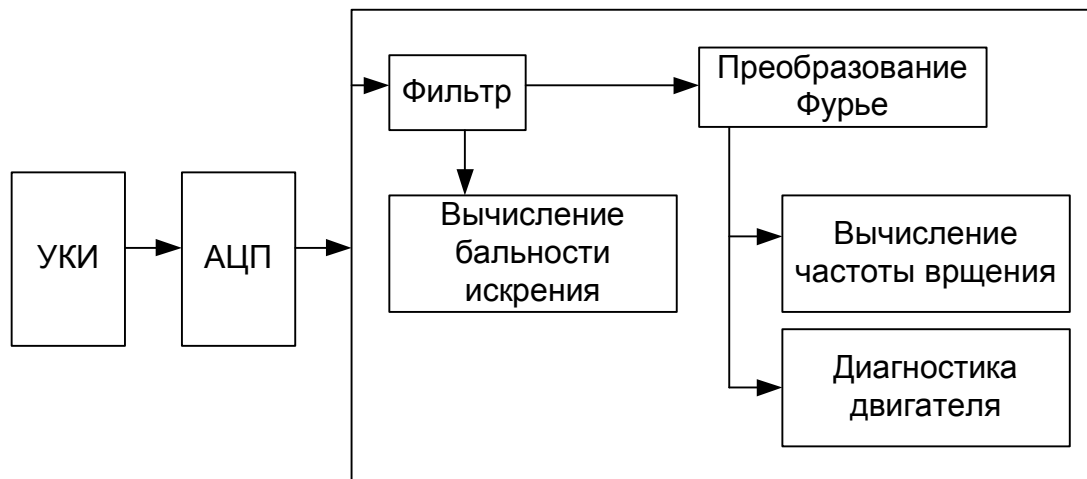 Фильтр
Преобразование
Фурье
УКИ
АЦП
Вычисление
бальности
искрения
Вычисление
частоты врщения
Диагностика
двигателя